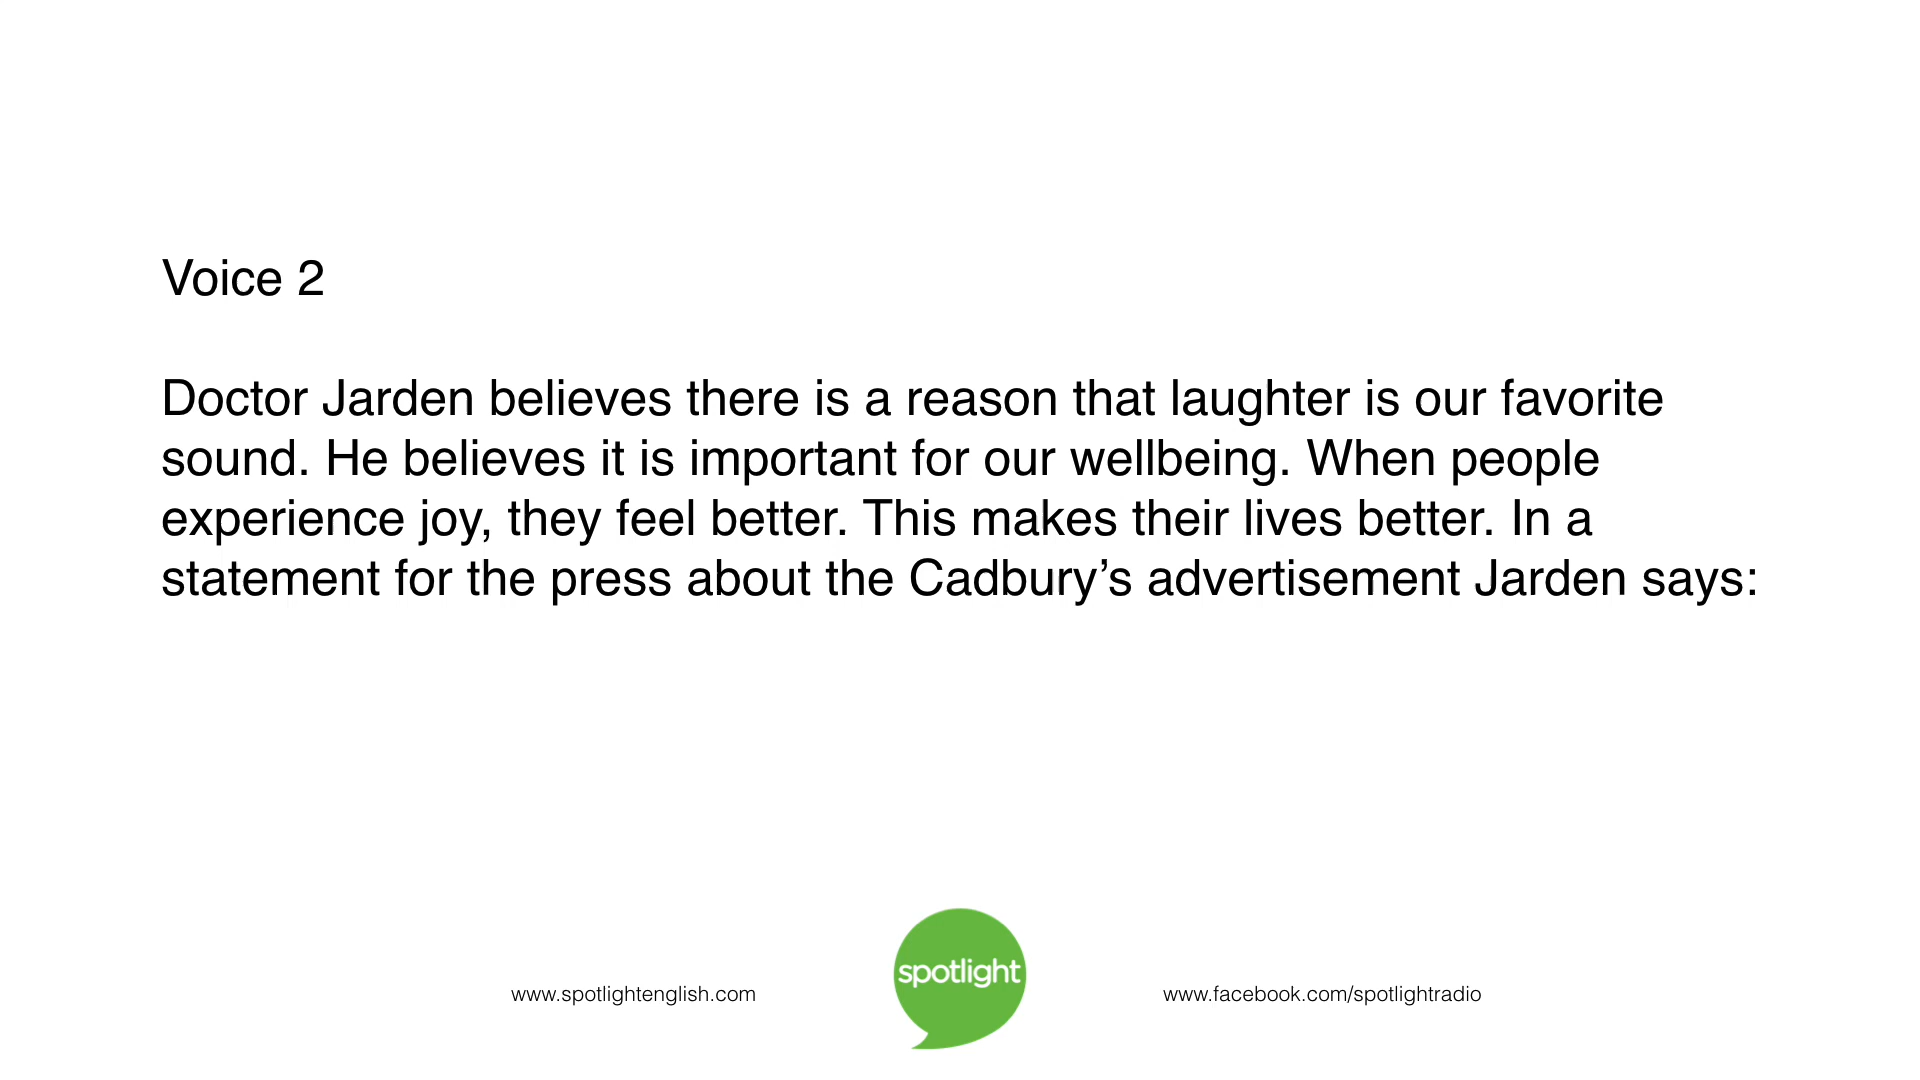 Voice 2
Doctor Jarden believes there is a reason that laughter is our favorite
sound. He believes it is important for our wellbeing. When people
experience joy, they feel better. This makes their lives better. In a
statement for the press about the Cadbury’s advertisement Jarden says:
spotlight
www.spotlightenglish.com
www.facebook.com/spotlightradio